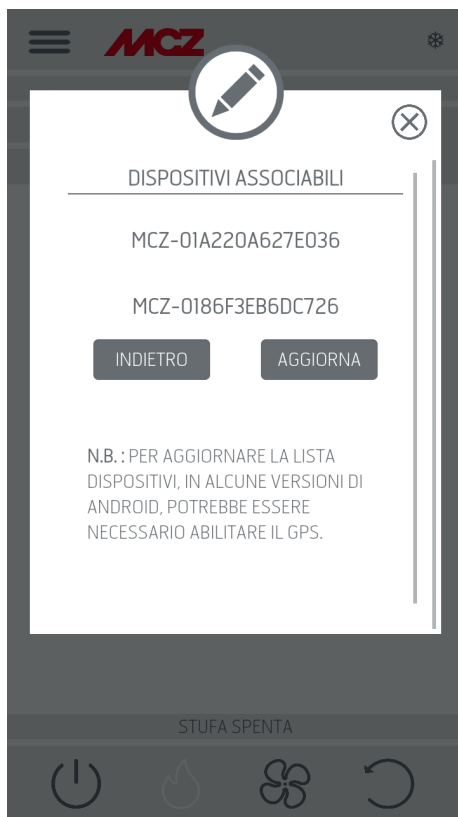 MCZ
DISPOSITIVI ASSOCIABILI
MCZ-01A220A627E036
MCZ-0186F3EB6DC726
INDIETRO
AGGIORNA
N.B. : PER AGGIORNARE LA LISTA
DISPOSITIVI, IN ALCUNE VERSIONI DI
ANDROID, POTREBBE ESSERE
NECESSARIO ABILITARE IL GPS.
STUFA SPENTA